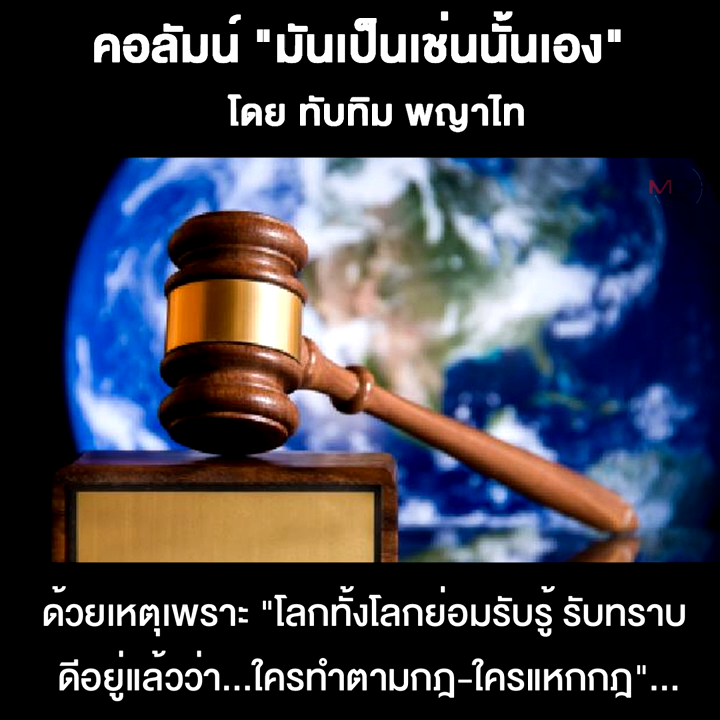 คอลัมน์ "มันเป็นเช่นนั้นเอง"
โดย ทับทิม พญาไท
M
ด้วยเหตุเพราะ "โลกทั้งโลกย่อมรับรู้ รับทราบ
ดีอยู่แล้วว่า...ใครทำตามกฎ-ใครแหกกฎ"...